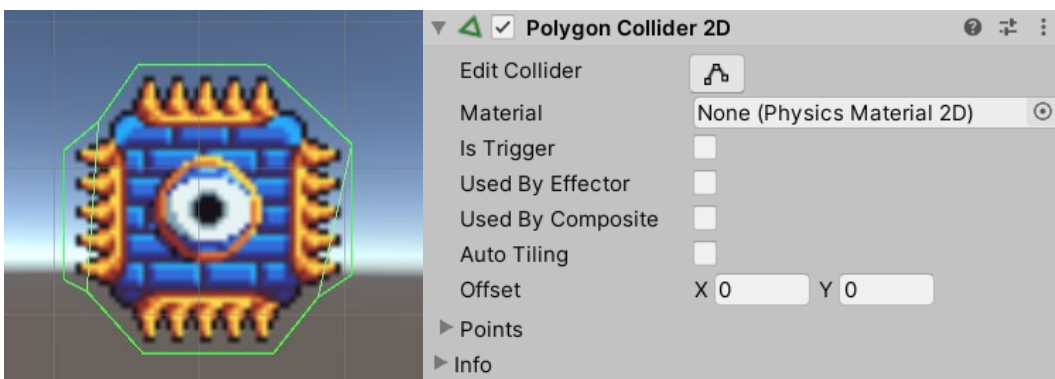 Polygon Collider 2D
Edit Collider
Material None (Physics Material 2D)
Is Trigger
Used By Effector
Used By Composite
Auto Tiling
Offset X 0 Y 0
Points
Info